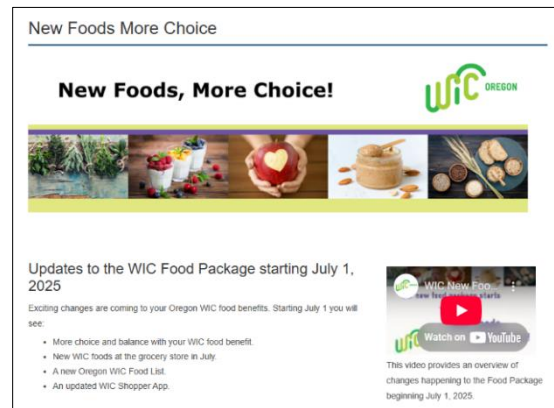 New Foods More Choice
New Foods, More Choice!
WiC OREGON
Updates to the WIC Food Package starting July 1,
2025
Exciting changes are coming to your Oregon WIC food benefits. Starting July 1 you will
see:
• More choice and balance with your WIC food benefit.
• New WIC foods at the grocery store in July.
• A new Oregon WIC Food List.
• An updated WIC Shopper App.
WIC New Foo...
new food package starts
Watch on YouTube
This video provides an overview of
changes happening to the Food Package
beginning July 1, 2025.